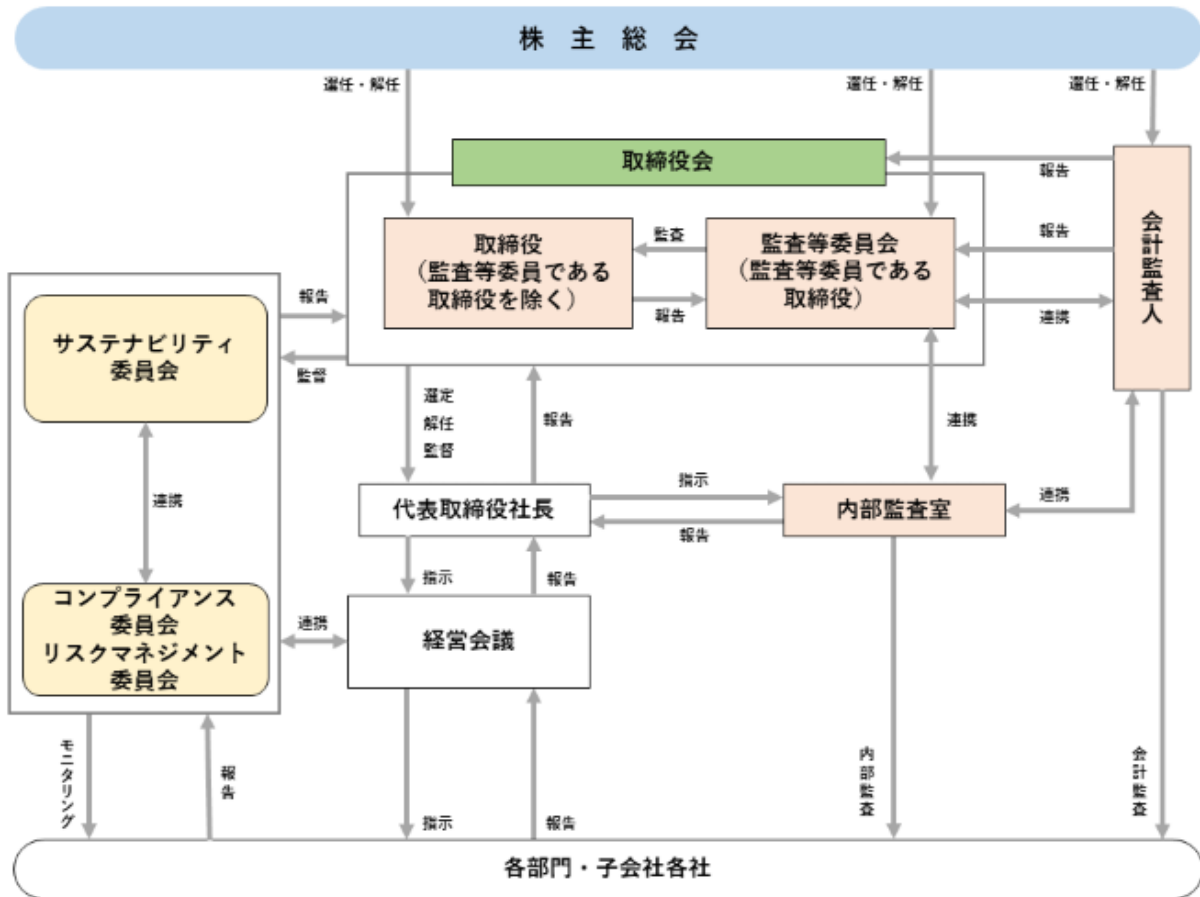 株主総会
選任・解任
選任・解任
選任・解任
取締役会
報告
取締役
（監査等委員である
取締役を除く）
監査
報告
監査等委員会
（監査等委員である
取締役）
報告
連携
会計監査人
サステナビリティ
委員会
報告
監督
選定
解任
監督
報告
連携
連携
代表取締役社長
指示
報告
内部監査室
連携
指示
報告
コンプライアンス
委員会
リスクマネジメント
委員会
連携
経営会議
モニタリング
報告
指示
報告
内部監査
会計監査
各部門・子会社各社